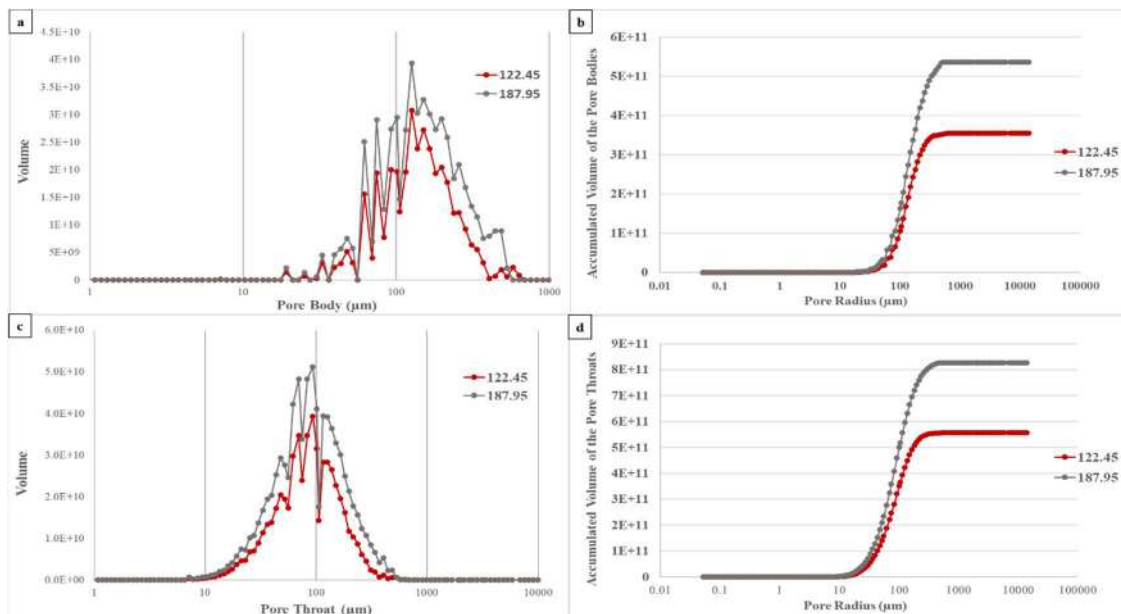 a
4.5E+10
4.0E+10
3.5E+10
3.0E+10
2.5E+10
2.0E+10
1.5E+10
1E+10
5E+09
0
Volume
122.45
187.95
1 10 100 1000
Pore Body (µm)
b
6E+11
5E+11
4E+11
3E+11
2E+11
1E+11
0
Accumulated Volume of the Pore Bodies
122.45
187.95
0.01 1 10 100 1000 10000 100000
Pore Radius (µm)
c
6.0E+10
5.0E+10
4.0E+10
3.0E+10
2.0E+10
1.0E+10
0.0E+00
Volume
122.45
187.95
1 10 100 1000 10000
Pore Throat (µm)
d
9E+11
8E+11
7E+11
6E+11
5E+11
4E+11
3E+11
2E+11
1E+11
0
Accumulated Volume of the Pore Throats
122.45
187.95
0.01 1 10 100 1000 10000 100000
Pore Radius (µm)